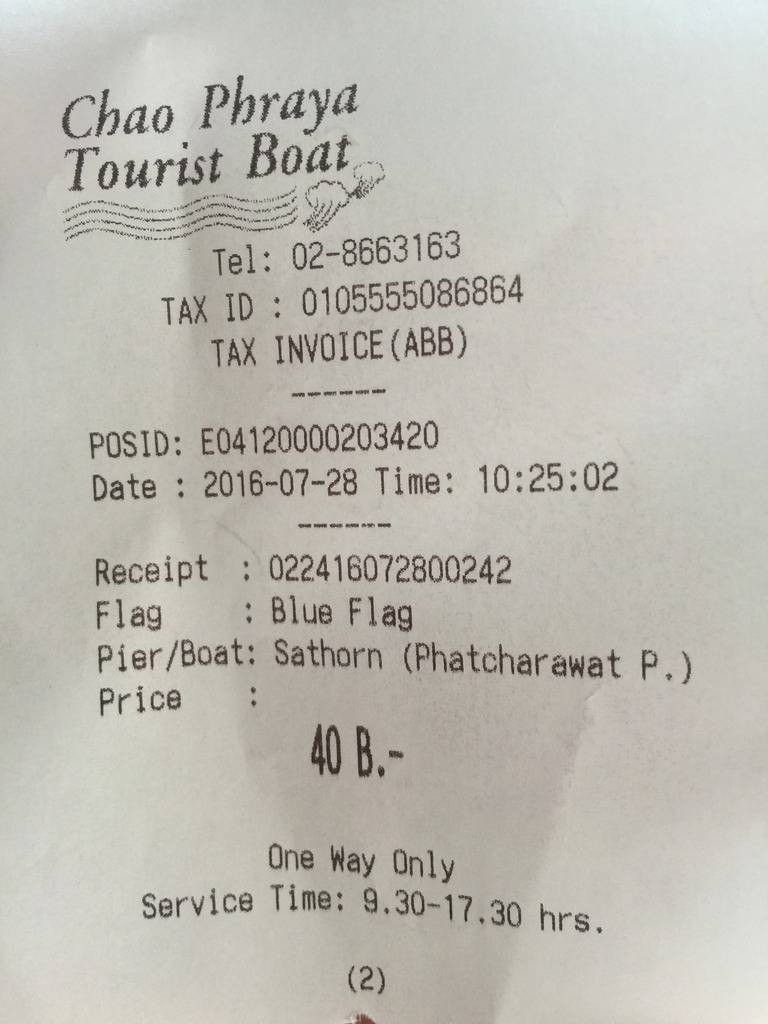 Chao Phraya
Tourist Boat
Tel: 02-8663163
TAX ID : 0105555086864
TAX INVOICE(ABB)
------
POSID: E04120000203420
Date : 2016-07-28 Time: 10:25:02
------
Receipt : 022416072800242
Flag : Blue Flag
Pier/Boat: Sathorn (Phatcharawat P.)
Price :
40 B.-
One Way Only
Service Time: 9.30-17.30 hrs.
(2)